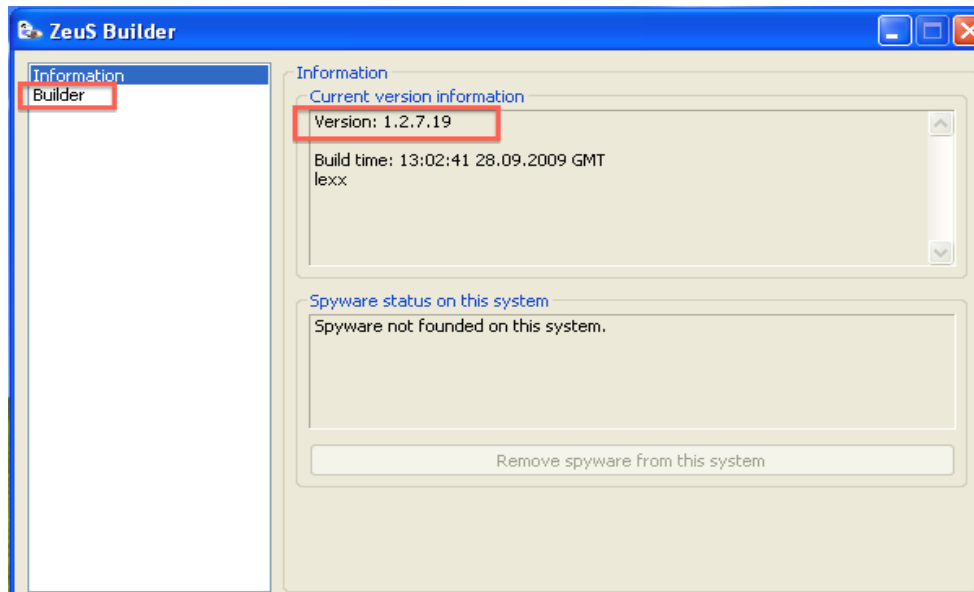 ZeuS Builder
Information
Builder
Information
Current version information
Version: 1.2.7.19
Build time: 13:02:41 28.09.2009 GMT
lexx
Spyware status on this system
Spyware not founded on this system.
Remove spyware from this system